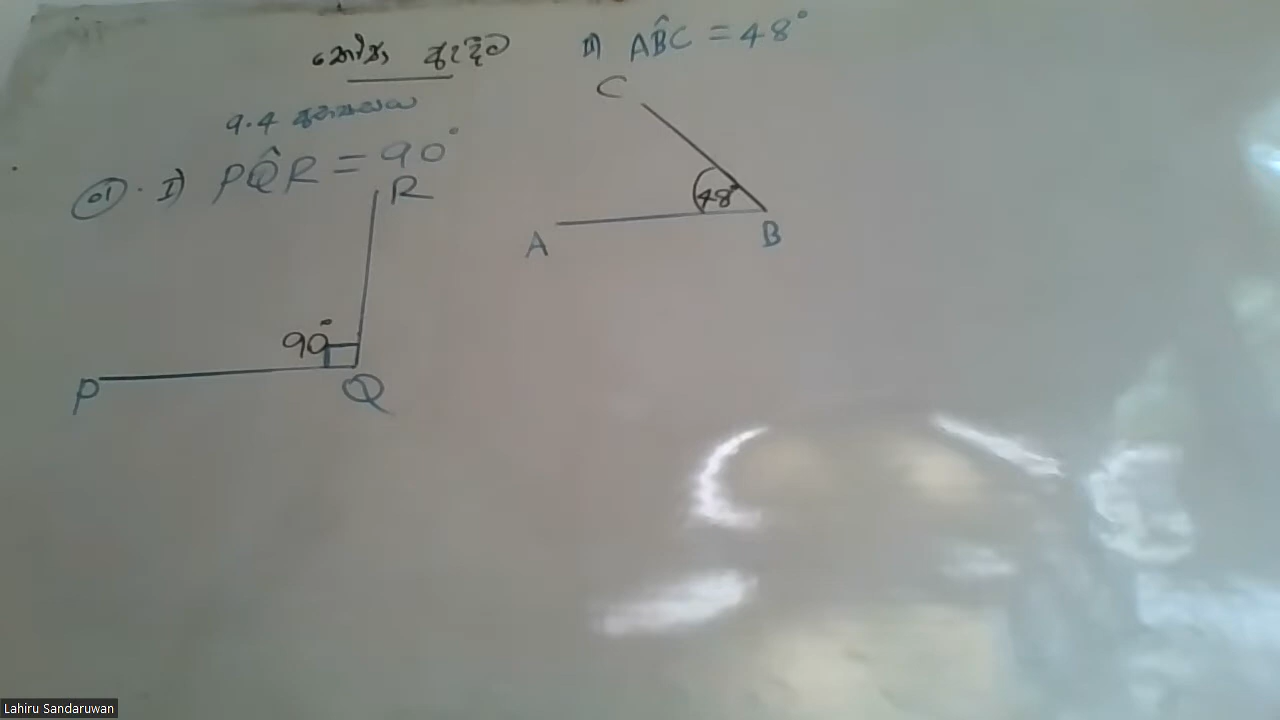 කෝණ ඇඳීම
9.4 අභ්‍යාසය
01. I) PQ̂R = 90°
R
90°
P
Q
II) AB̂C = 48°
C
48°
A
B
Lahiru Sandaruwan